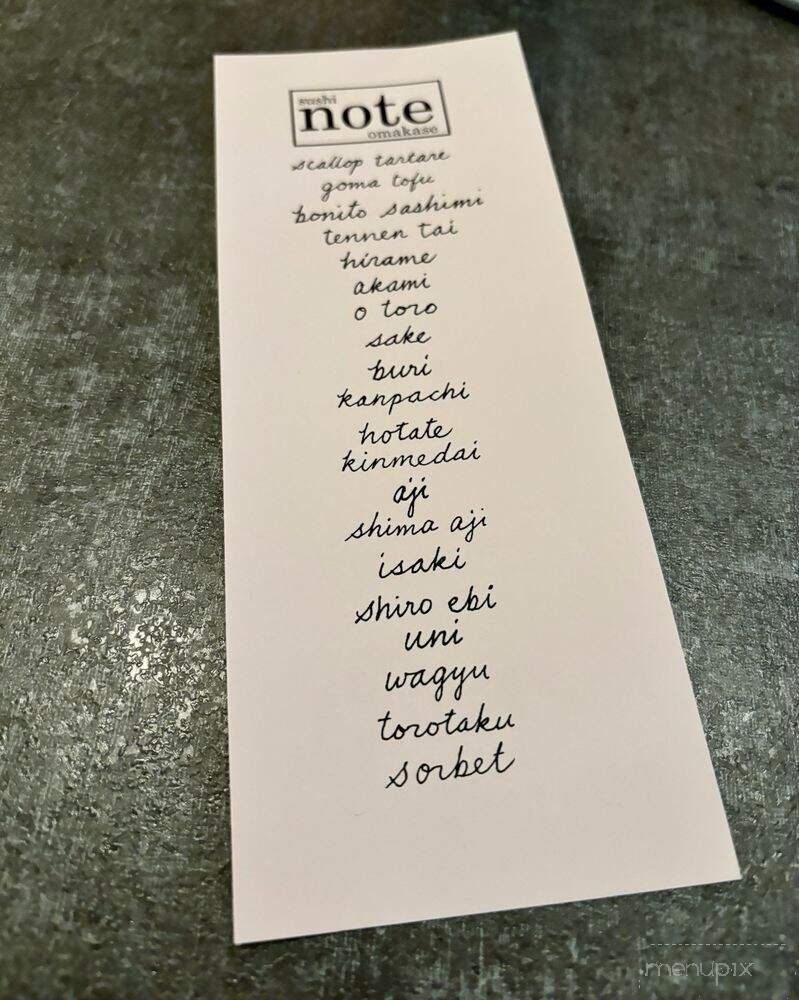 sushi
note
omakase
scallop tartare
goma tofu
bonito sashimi
tennen tai
hirame
akami
o toro
sake
buri
kanpachi
hotate
kinmedai
aji
shima aji
isaki
shiro ebi
uni
wagyu
torotaku
sorbet
menupix